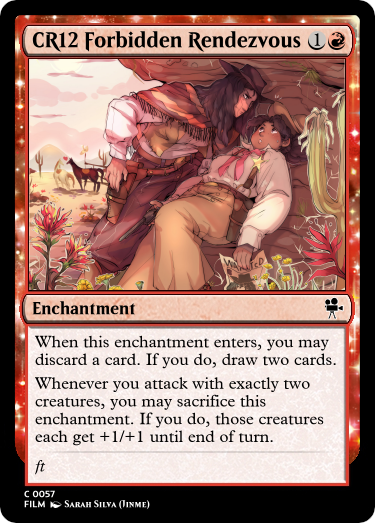 CR12 Forbidden Rendezvous 1
WANTED
Enchantment
When this enchantment enters, you may
discard a card. If you do, draw two cards.
Whenever you attack with exactly two
creatures, you may sacrifice this
enchantment. If you do, those creatures
each get +1/+1 until end of turn.
ft
C 0057
FILM Sarah Silva (Jinme)